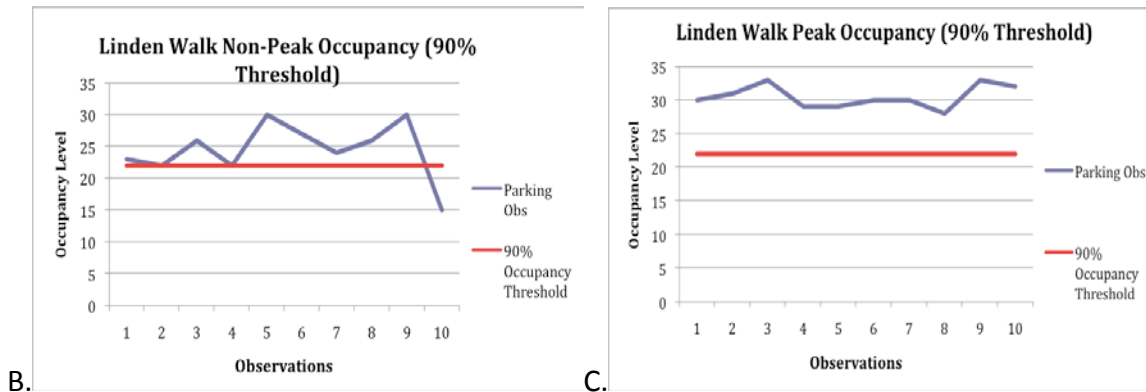 Linden Walk Non-Peak Occupancy (90%
Threshold)
35
30
25
20
15
10
5
0
Occupancy Level
1 2 3 4 5 6 7 8 9 10
Observations
Parking
Obs
90%
Occupancy
Threshold
B.
Linden Walk Peak Occupancy (90% Threshold)
35
30
25
20
15
10
5
0
Occupancy Level
1 2 3 4 5 6 7 8 9 10
Observations
Parking Obs
90%
Occupancy
Threshold
C.